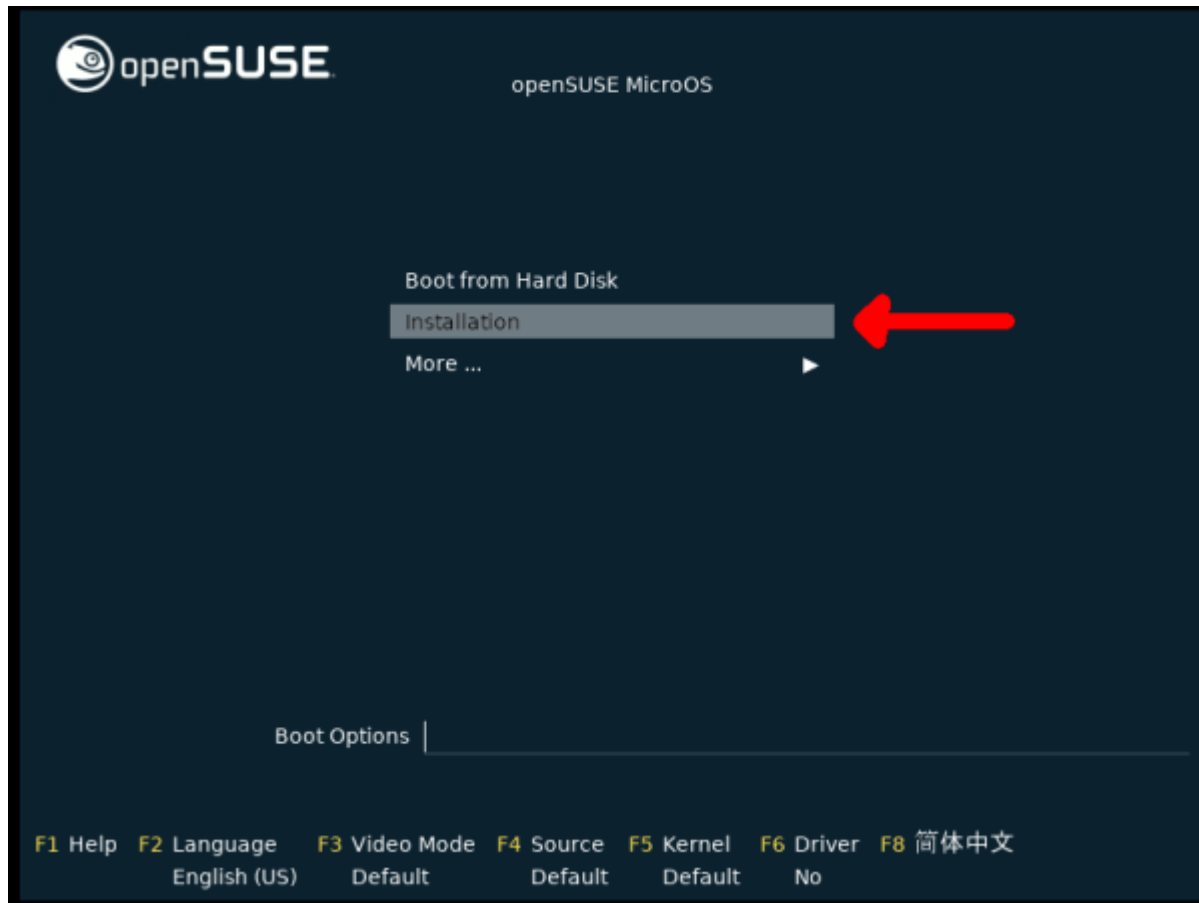 openSUSE
openSUSE MicroOS
Boot from Hard Disk
Installation
More ...
Boot Options
F1 Help F2 Language F3 Video Mode F4 Source F5 Kernel F6 Driver F8 简体中文
English (US) Default Default Default No